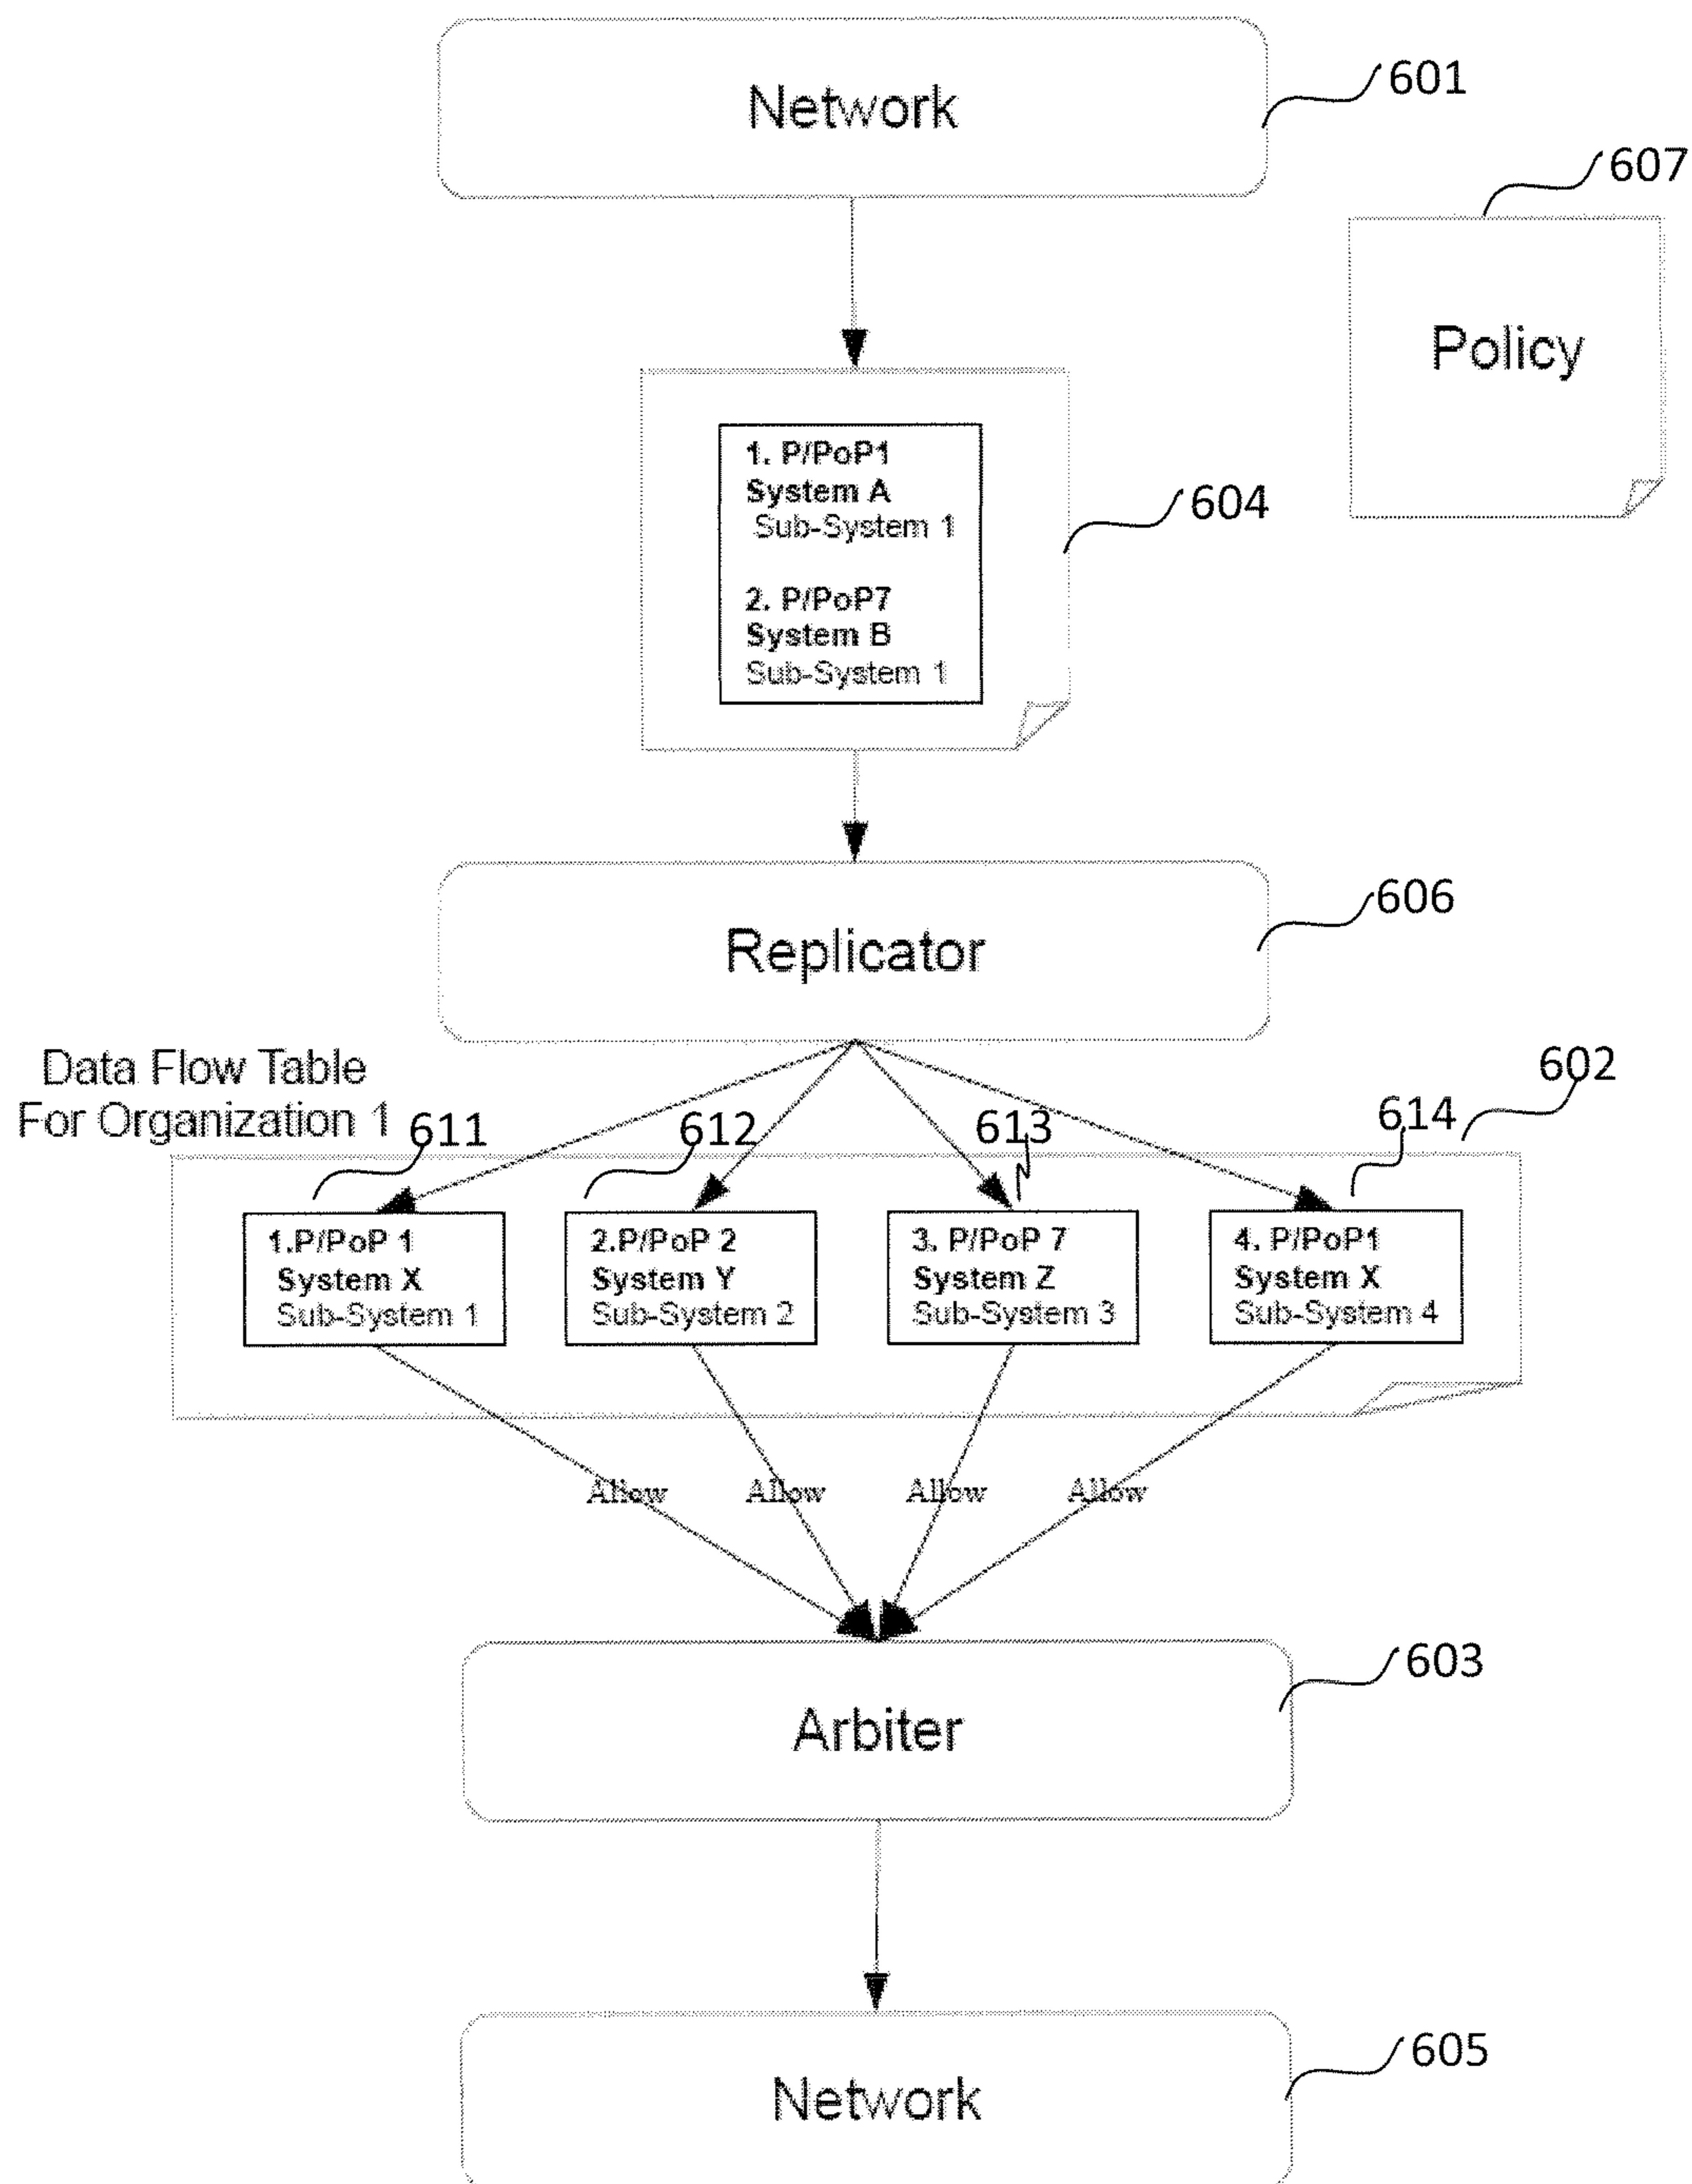 Network
601
607
Policy
1. P/PoP1
System A
Sub-System 1
2. P/PoP7
System B
Sub-System 1
604
Replicator
606
Data Flow Table
For Organization 1
602
611
612
613
614
1.P/PoP 1
System X
Sub-System 1
2.P/PoP 2
System Y
Sub-System 2
3. P/PoP 7
System Z
Sub-System 3
4. P/PoP1
System X
Sub-System 4
Allow
Allow
Allow
Allow
Arbiter
603
Network
605